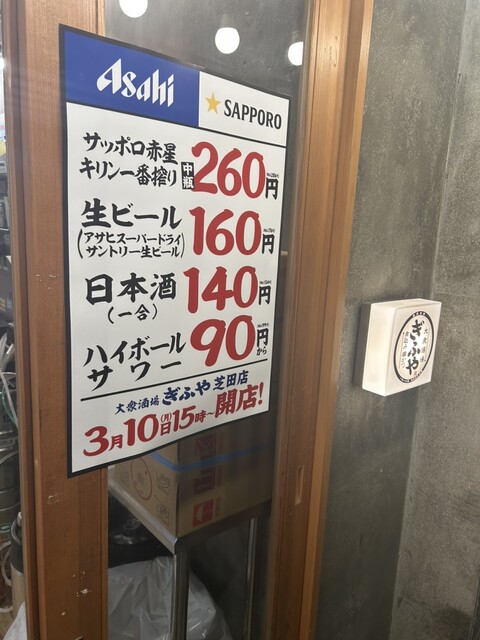 Asahi
SAPPORO
サッポロ赤星
キリン一番搾り
中瓶
260円
生ビール
(アサヒスーパードライ
サントリー生ビール)
160円
日本酒
(一合)
140円
ハイボール
サワー
90円から
大衆酒場 ぎふや 芝田店
3月10日(月)15時〜開店!
大衆酒場
ぎふや